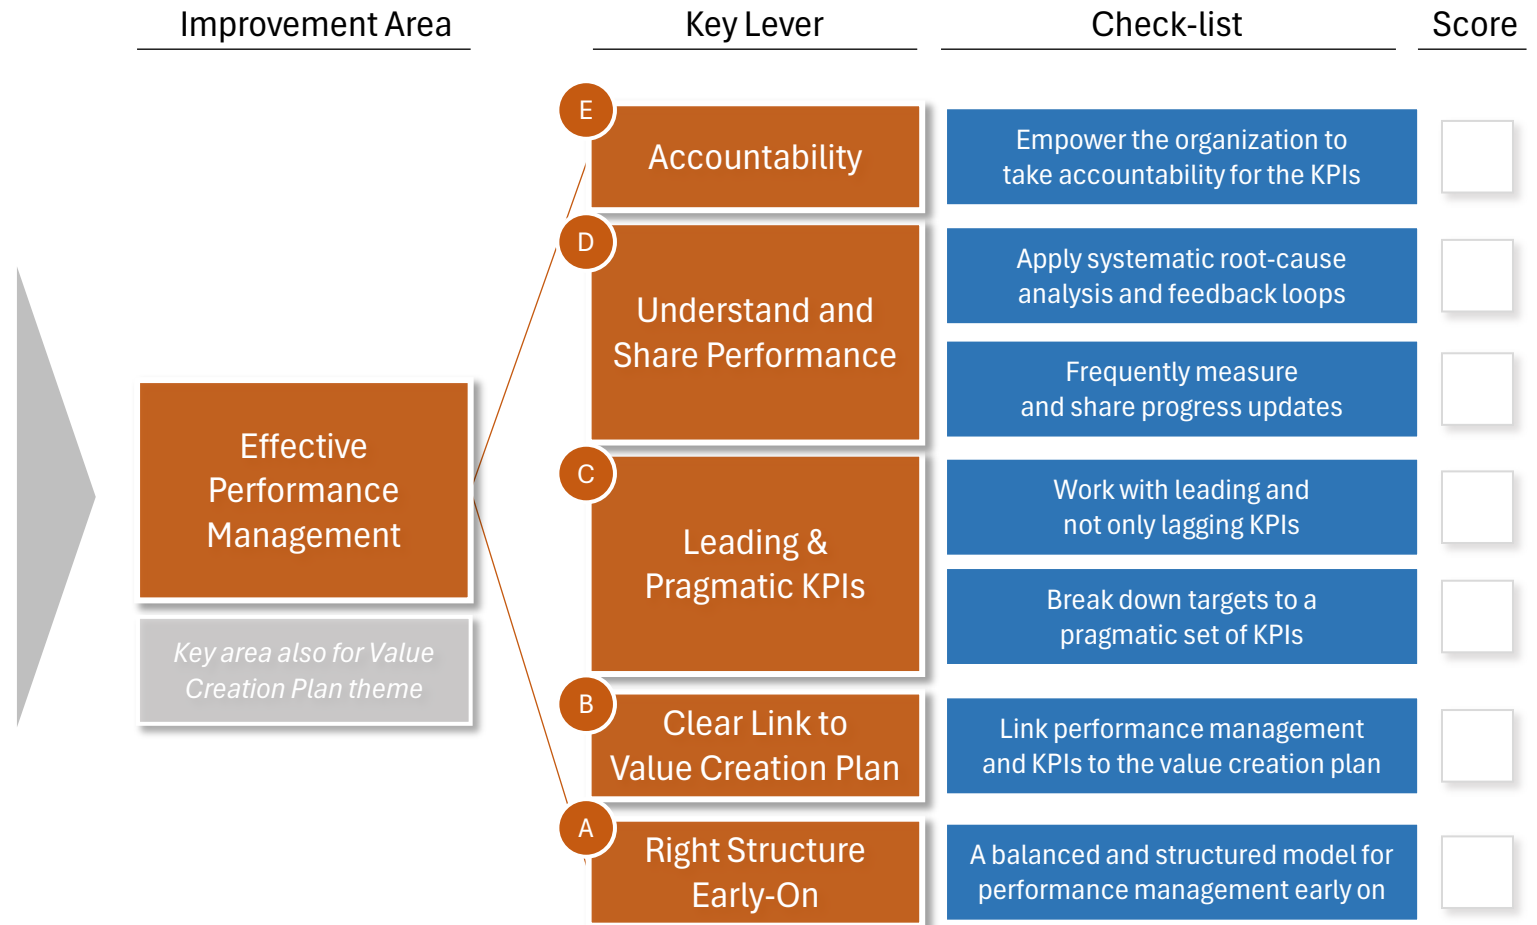 Improvement Area
Key Lever
Check-list
Score
E
Accountability
Empower the organization to
take accountability for the KPIs
D
Understand and
Share Performance
Apply systematic root-cause
analysis and feedback loops
Frequently measure
and share progress updates
Effective
Performance
Management
Key area also for Value
Creation Plan theme
C
Leading &
Pragmatic KPIs
Work with leading and
not only lagging KPIs
Break down targets to a
pragmatic set of KPIs
B
Clear Link to
Value Creation Plan
Link performance management
and KPIs to the value creation plan
A
Right Structure
Early-On
A balanced and structured model for
performance management early on